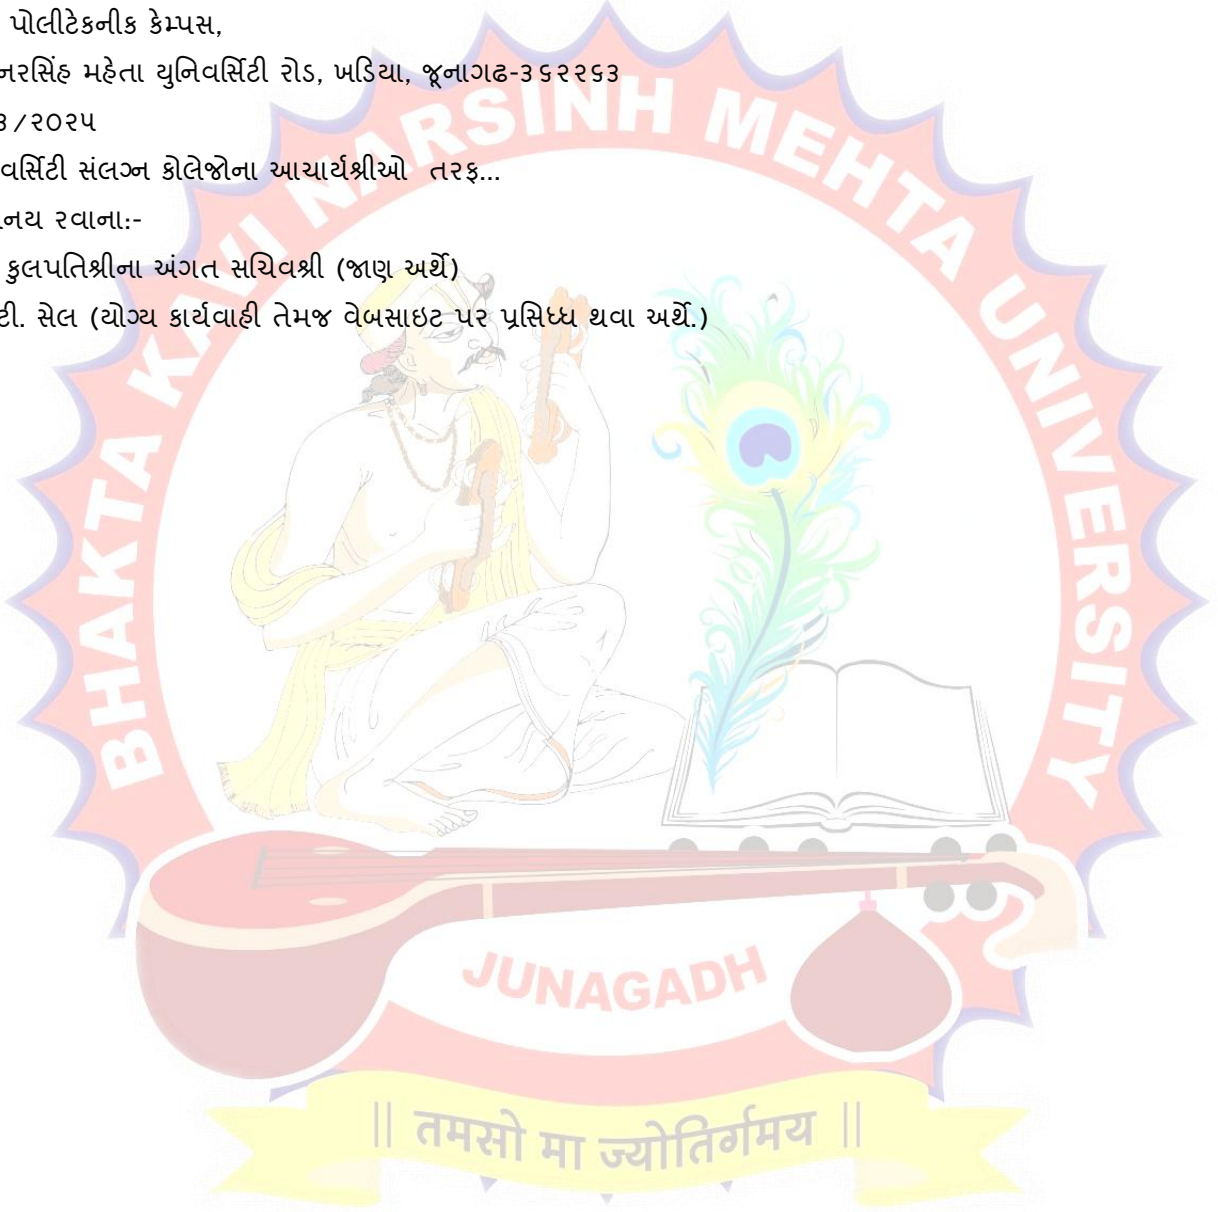 પોલીટેકનીક કેમ્પસ,
નરસિંહ મહેતા યુનિવર્સિટી રોડ, ખડિયા, જૂનાગઢ-૩૬૨૨૬૩
૩/૨૦૨૫
વર્સિટી સંલગ્ન કોલેજોના આચાર્યશ્રીઓ તરફ...
નય રવાના:-
કુલપતિશ્રીના અંગત સચિવશ્રી (જાણ અર્થે)
ટી. સેલ (યોગ્ય કાર્યવાહી તેમજ વેબસાઇટ પર પ્રસિધ્ધ થવા અર્થે.)
BHAKTA KAVI NARSINH MEHTA UNIVERSITY
JUNAGADH
|| तमसो मा ज्योतिर्गमय ||